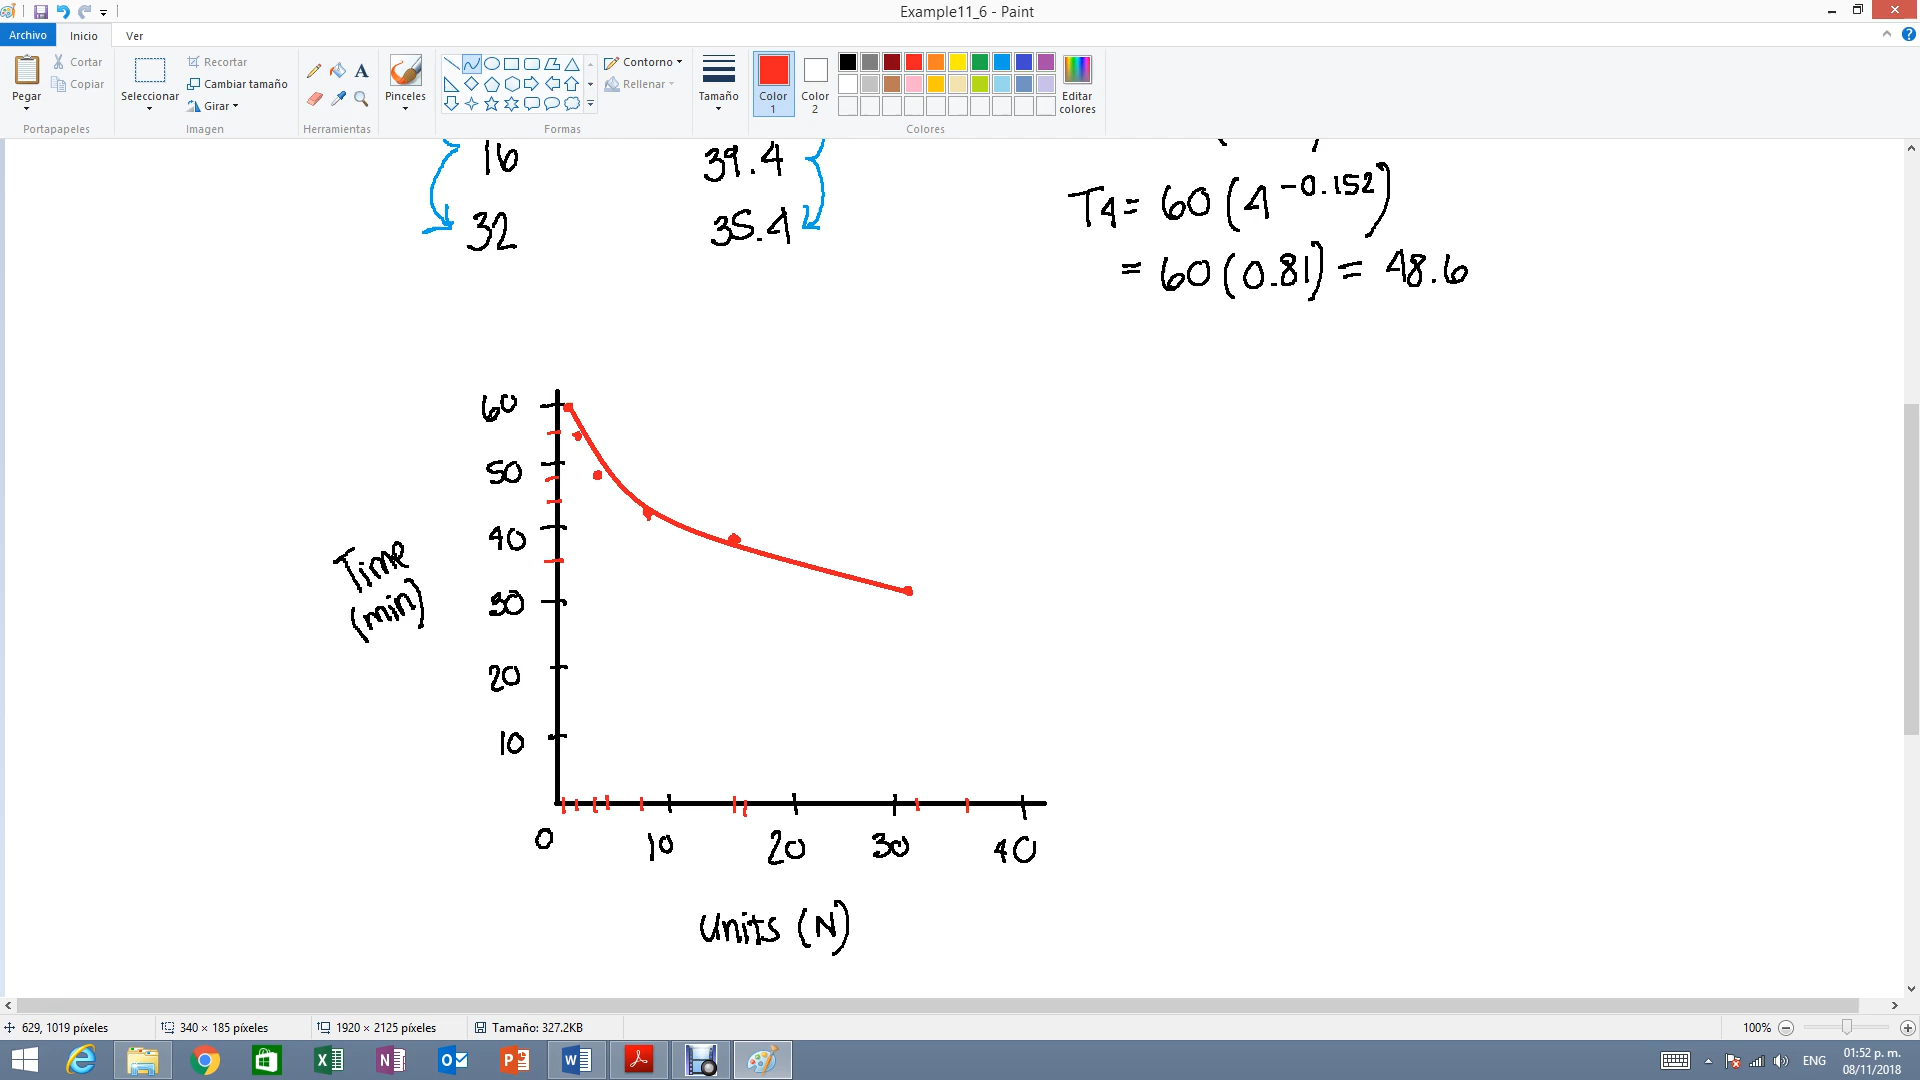 Example11_6 - Paint
Archivo Inicio Ver
Pegar
Cortar
Copiar
Portapapeles
Seleccionar
Recortar
Cambiar tamaño
Girar
Imagen
Herramientas
Pinceles
Contorno
Rellenar
Formas
Tamaño
Color 1
Color 2
Editar colores
Colores
16 39.4
32 35.4
T4 = 60 (4^-0.152)
= 60 (0.81) = 48.6
60
50
40
30
20
10
Time
(min)
0 10 20 30 40
Units (N)
629, 1019 píxeles 340 × 185 píxeles 1920 × 2125 píxeles Tamaño: 327.2KB 100%
ENG 01:52 p. m.
08/11/2018